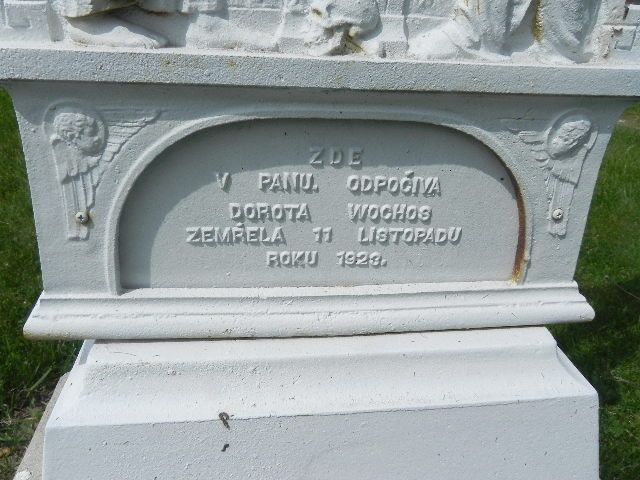 ZDE
V PANU. ODPOČIVA
DOROTA WOCHOS
ZEMŘELA 11 LISTOPADU
ROKU 1923.